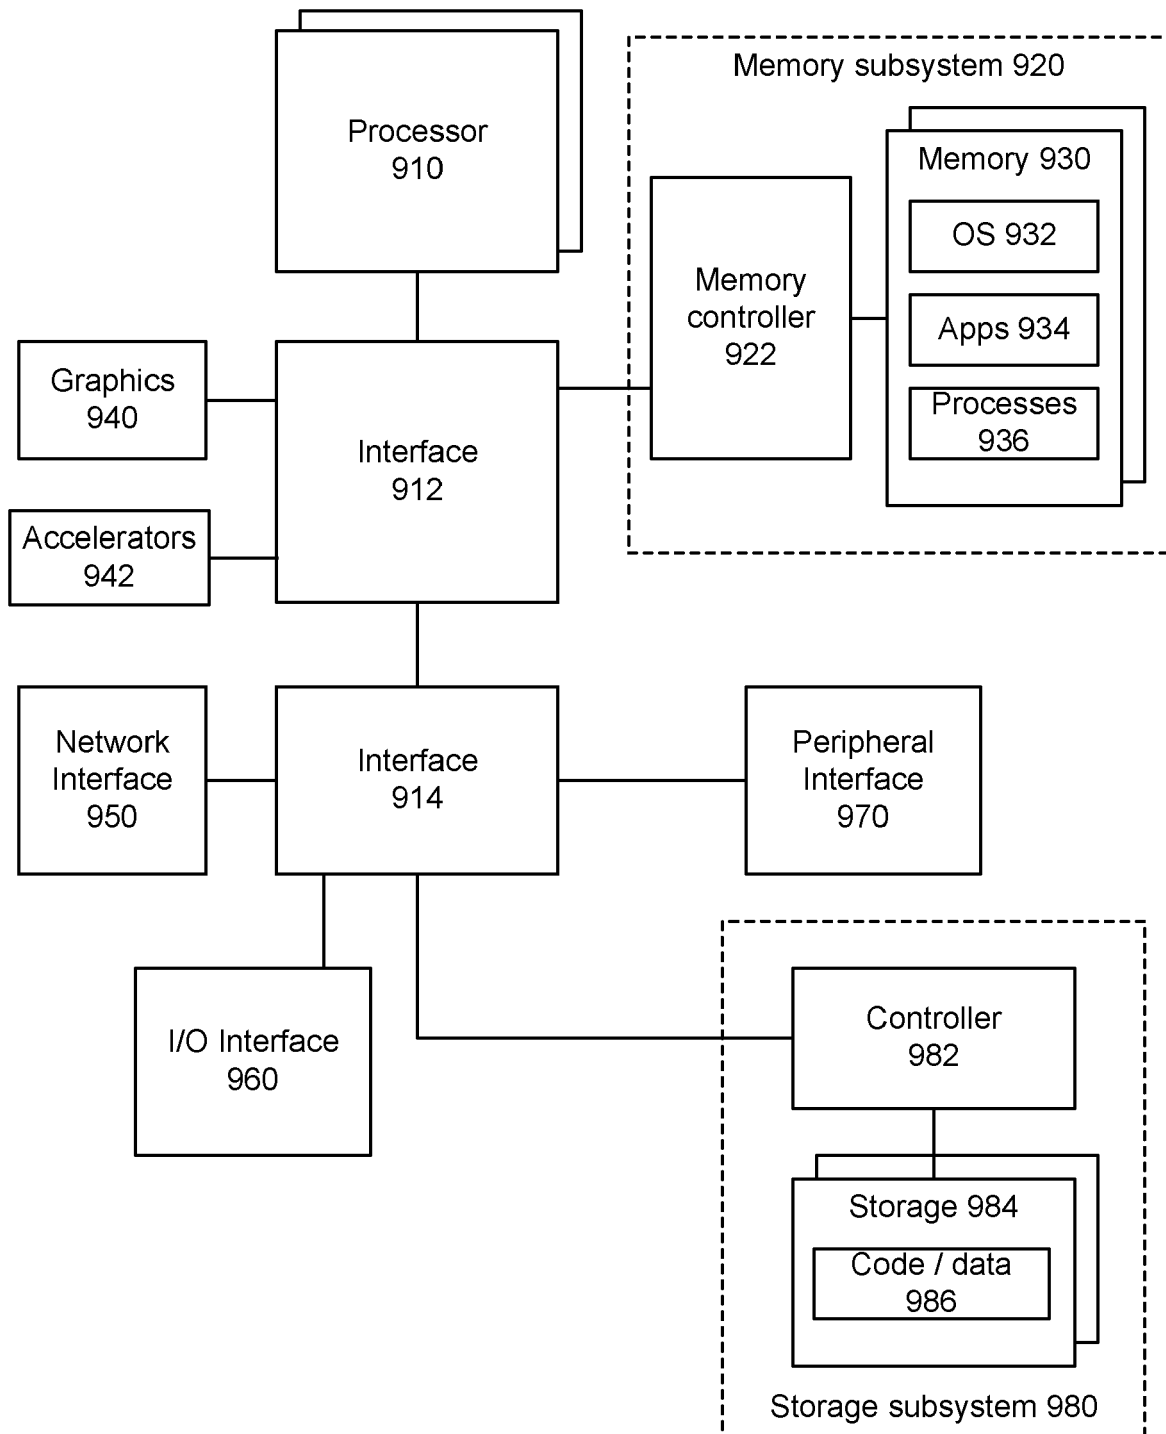 Processor
910
Memory subsystem 920
Memory 930
OS 932
Apps 934
Processes
936
Memory
controller
922
Graphics
940
Interface
912
Accelerators
942
Network
Interface
950
Interface
914
Peripheral
Interface
970
I/O Interface
960
Controller
982
Storage 984
Code / data
986
Storage subsystem 980